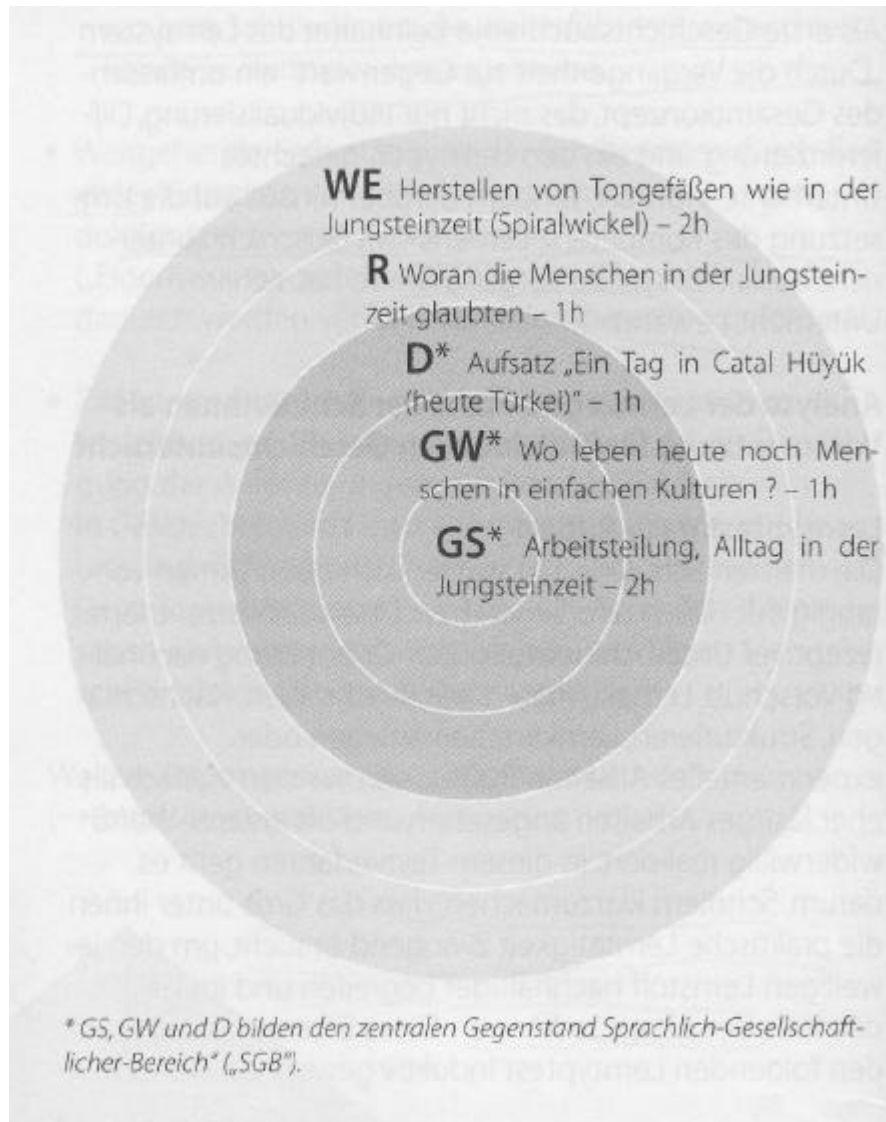 WE Herstellen von Tongefäßen wie in der
Jungsteinzeit (Spiralwickel) – 2h
R Woran die Menschen in der Jungstein-
zeit glaubten – 1h
D* Aufsatz „Ein Tag in Catal Hüyük
(heute Türkei)" – 1h
GW* Wo leben heute noch Men-
schen in einfachen Kulturen ? – 1h
GS* Arbeitsteilung, Alltag in der
Jungsteinzeit – 2h
* GS, GW und D bilden den zentralen Gegenstand Sprachlich-Gesellschaft-
licher-Bereich" („SGB").